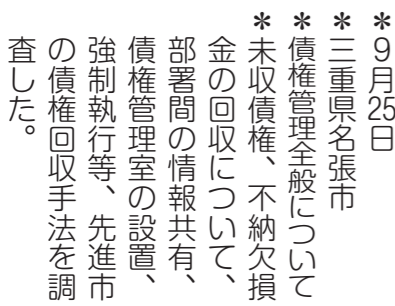 ＊9月25日
＊三重県名張市
＊債権管理全般について
＊未収債権、不納欠損
金の回収について、
部署間の情報共有、
債権管理室の設置、
強制執行等、先進市
の債権回収手法を調
査した。